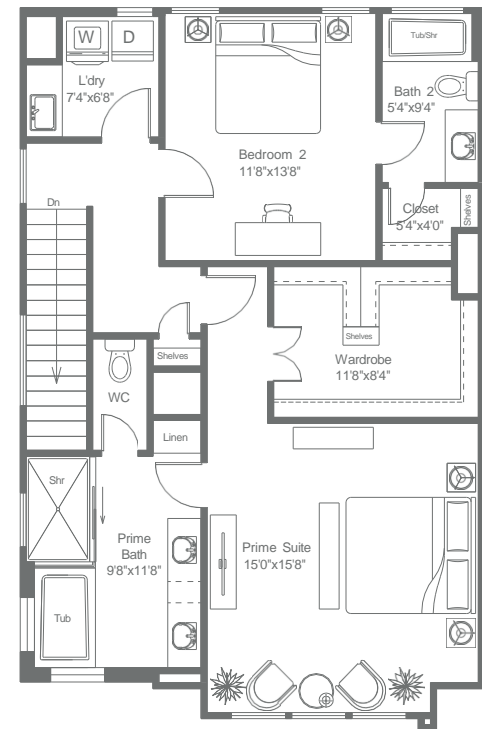 W D
Tub/Shr
L'dry
7'4"x6'8"
Bath 2
5'4"x9'4"
Bedroom 2
11'8"x13'8"
Dn
Closet
5'4"x4'0"
Shelves
Shelves
Shelves
Wardrobe
11'8"x8'4"
WC
Linen
Shr
Prime
Bath
9'8"x11'8"
Prime Suite
15'0"x15'8"
Tub